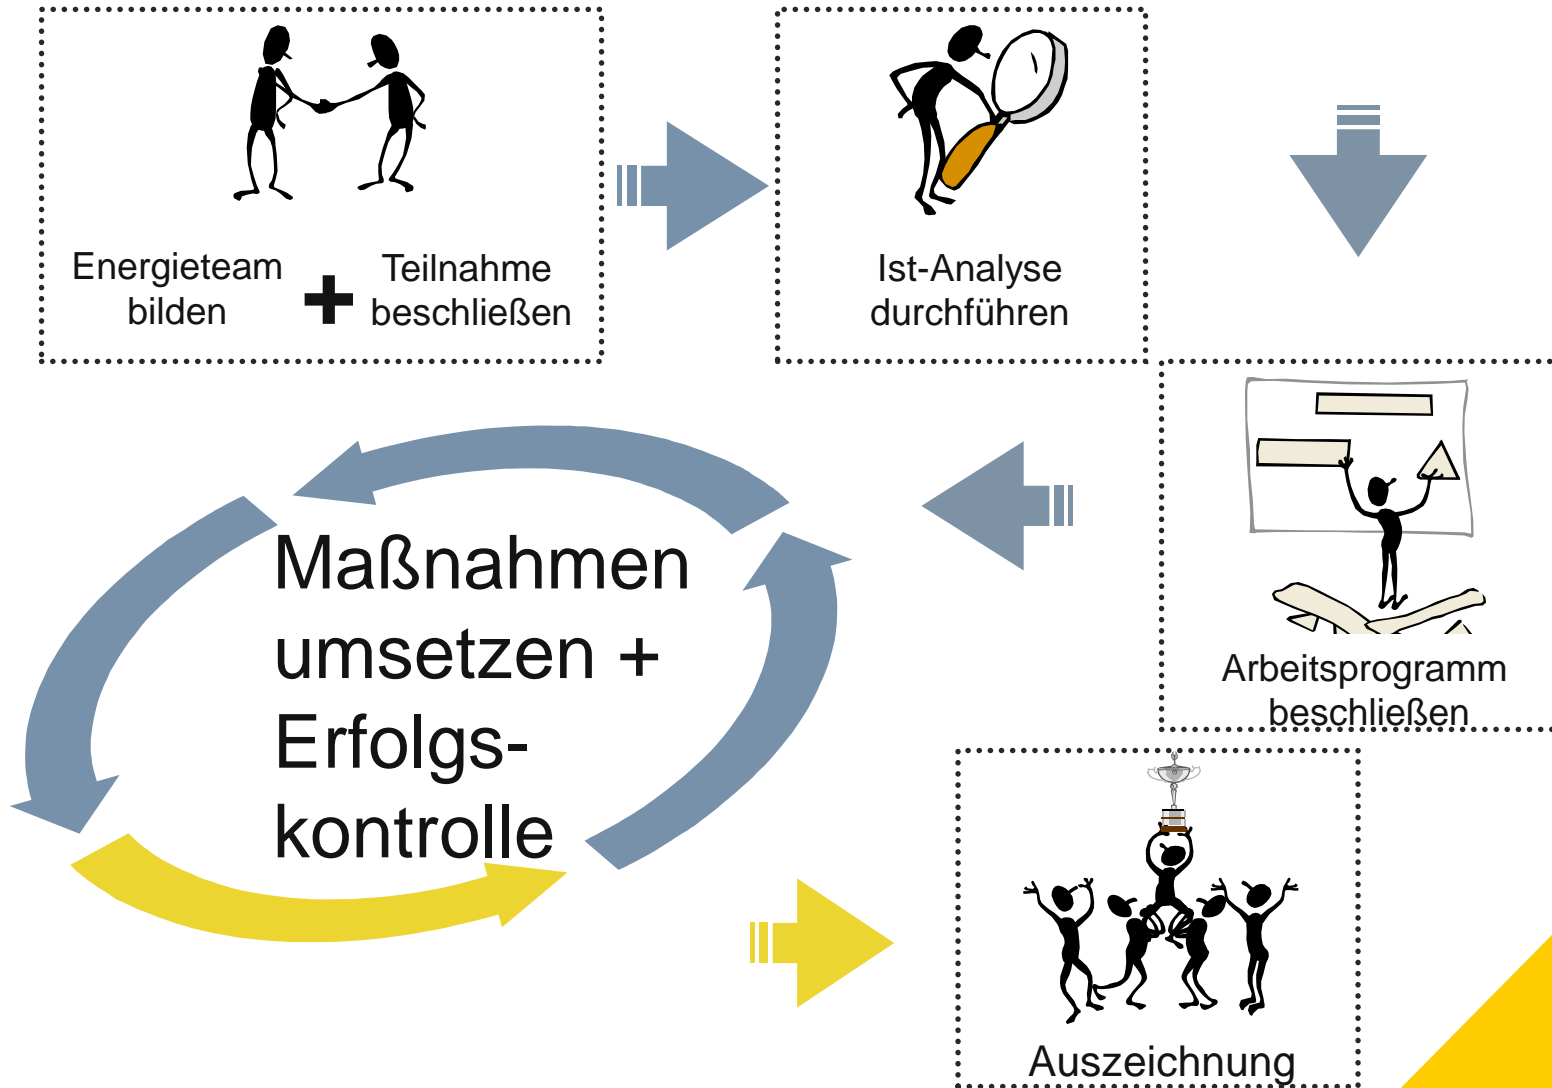 Energieteam
bilden
+
Teilnahme
beschließen
Ist-Analyse
durchführen
Arbeitsprogramm
beschließen
Maßnahmen
umsetzen +
Erfolgs-
kontrolle
Auszeichnung